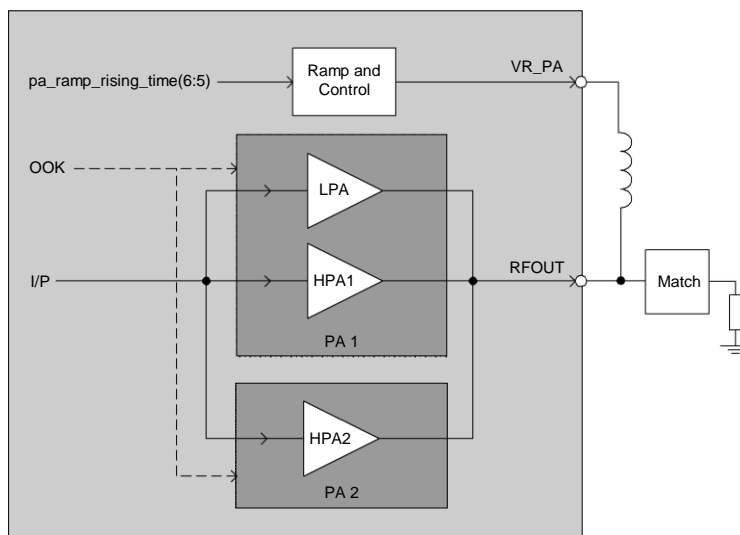 VR_PA
pa_ramp_rising_time(6:5)
Ramp and
Control
OOK
LPA
I/P
HPA1
RFOUT
Match
PA 1
HPA2
PA 2